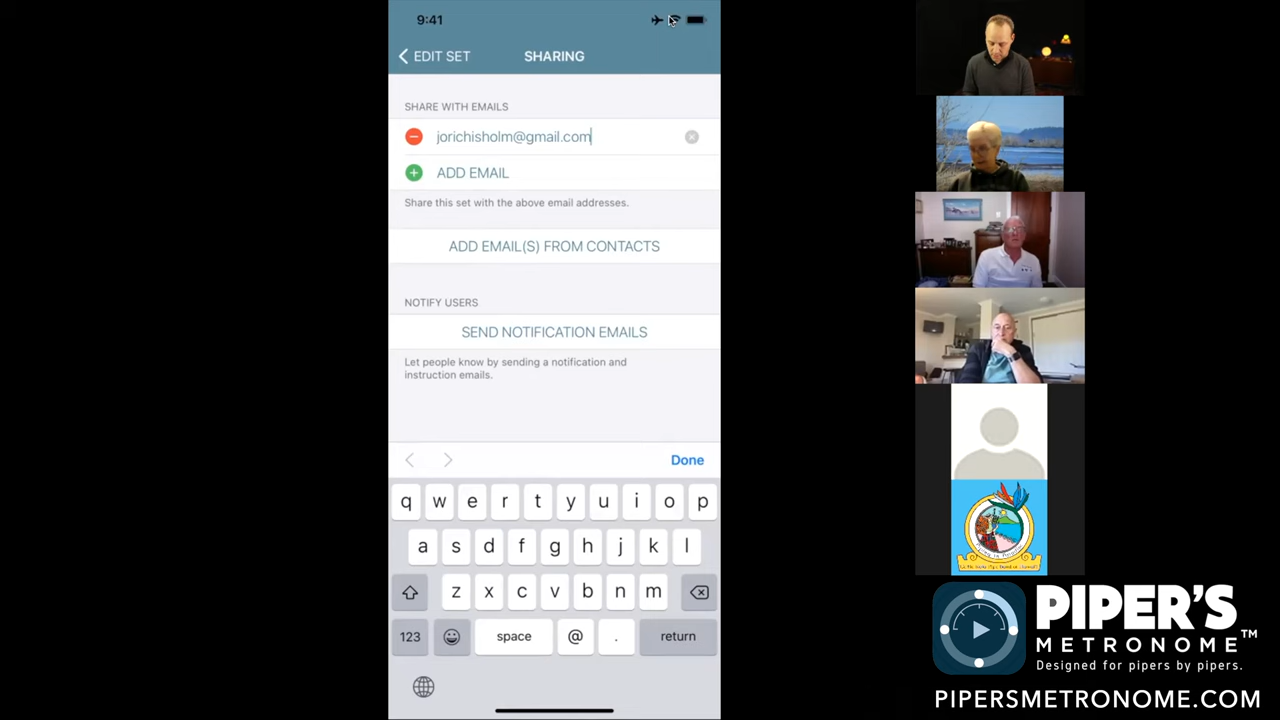 9:41
EDIT SET
SHARING
SHARE WITH EMAILS
jorichisholm@gmail.com
ADD EMAIL
Share this set with the above email addresses.
ADD EMAIL(S) FROM CONTACTS
NOTIFY USERS
SEND NOTIFICATION EMAILS
Let people know by sending a notification and
instruction emails.
Done
q w e r t y u i o p
a s d f g h j k l
z x c v b n m
123 space @ . return
PIPER'S
METRONOME™
Designed for pipers by pipers.
PIPERSMETRONOME.COM